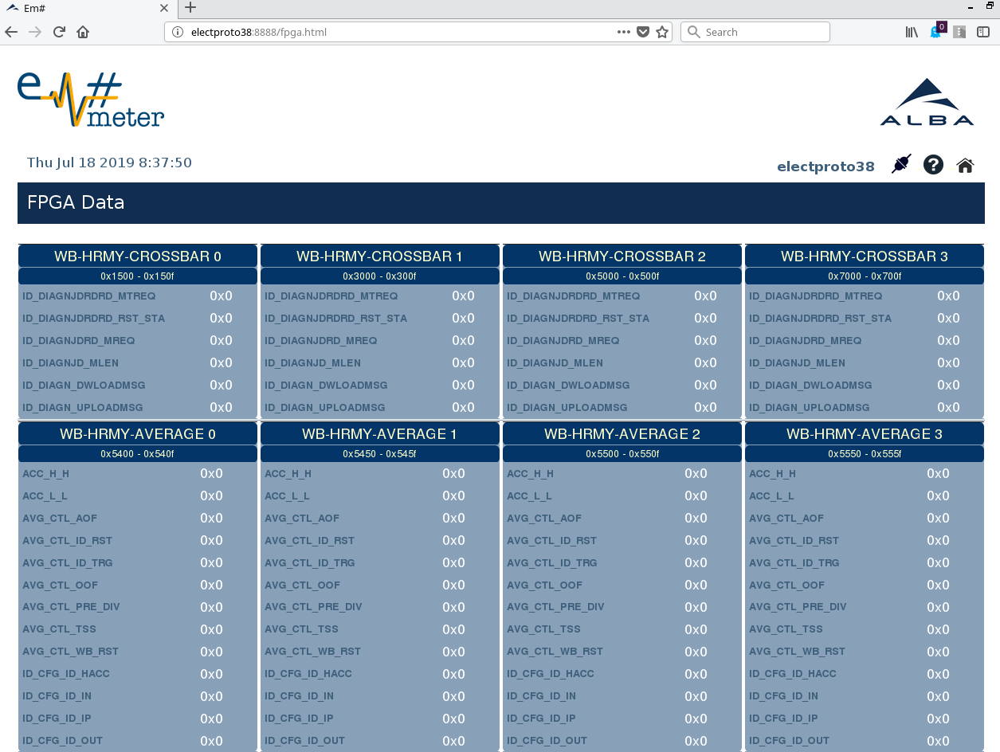 Em#
electproto38:8888/fpga.html
Search
0
e # meter
ALBA
Thu Jul 18 2019 8:37:50
electproto38
FPGA Data
WB-HRMY-CROSSBAR 0 WB-HRMY-CROSSBAR 1 WB-HRMY-CROSSBAR 2 WB-HRMY-CROSSBAR 3
0x1500 - 0x150f 0x3000 - 0x300f 0x5000 - 0x500f 0x7000 - 0x700f
ID_DIAGNJDRDRD_MTREQ 0x0 ID_DIAGNJDRDRD_MTREQ 0x0 ID_DIAGNJDRDRD_MTREQ 0x0 ID_DIAGNJDRDRD_MTREQ 0x0
ID_DIAGNJDRDRD_RST_STA 0x0 ID_DIAGNJDRDRD_RST_STA 0x0 ID_DIAGNJDRDRD_RST_STA 0x0 ID_DIAGNJDRDRD_RST_STA 0x0
ID_DIAGNJDRD_MREQ 0x0 ID_DIAGNJDRD_MREQ 0x0 ID_DIAGNJDRD_MREQ 0x0 ID_DIAGNJDRD_MREQ 0x0
ID_DIAGNJD_MLEN 0x0 ID_DIAGNJD_MLEN 0x0 ID_DIAGNJD_MLEN 0x0 ID_DIAGNJD_MLEN 0x0
ID_DIAGN_DWLOADMSG 0x0 ID_DIAGN_DWLOADMSG 0x0 ID_DIAGN_DWLOADMSG 0x0 ID_DIAGN_DWLOADMSG 0x0
ID_DIAGN_UPLOADMSG 0x0 ID_DIAGN_UPLOADMSG 0x0 ID_DIAGN_UPLOADMSG 0x0 ID_DIAGN_UPLOADMSG 0x0
WB-HRMY-AVERAGE 0 WB-HRMY-AVERAGE 1 WB-HRMY-AVERAGE 2 WB-HRMY-AVERAGE 3
0x5400 - 0x540f 0x5450 - 0x545f 0x5500 - 0x550f 0x5550 - 0x555f
ACC_H_H 0x0 ACC_H_H 0x0 ACC_H_H 0x0 ACC_H_H 0x0
ACC_L_L 0x0 ACC_L_L 0x0 ACC_L_L 0x0 ACC_L_L 0x0
AVG_CTL_AOF 0x0 AVG_CTL_AOF 0x0 AVG_CTL_AOF 0x0 AVG_CTL_AOF 0x0
AVG_CTL_ID_RST 0x0 AVG_CTL_ID_RST 0x0 AVG_CTL_ID_RST 0x0 AVG_CTL_ID_RST 0x0
AVG_CTL_ID_TRG 0x0 AVG_CTL_ID_TRG 0x0 AVG_CTL_ID_TRG 0x0 AVG_CTL_ID_TRG 0x0
AVG_CTL_OOF 0x0 AVG_CTL_OOF 0x0 AVG_CTL_OOF 0x0 AVG_CTL_OOF 0x0
AVG_CTL_PRE_DIV 0x0 AVG_CTL_PRE_DIV 0x0 AVG_CTL_PRE_DIV 0x0 AVG_CTL_PRE_DIV 0x0
AVG_CTL_TSS 0x0 AVG_CTL_TSS 0x0 AVG_CTL_TSS 0x0 AVG_CTL_TSS 0x0
AVG_CTL_WB_RST 0x0 AVG_CTL_WB_RST 0x0 AVG_CTL_WB_RST 0x0 AVG_CTL_WB_RST 0x0
ID_CFG_ID_HACC 0x0 ID_CFG_ID_HACC 0x0 ID_CFG_ID_HACC 0x0 ID_CFG_ID_HACC 0x0
ID_CFG_ID_IN 0x0 ID_CFG_ID_IN 0x0 ID_CFG_ID_IN 0x0 ID_CFG_ID_IN 0x0
ID_CFG_ID_IP 0x0 ID_CFG_ID_IP 0x0 ID_CFG_ID_IP 0x0 ID_CFG_ID_IP 0x0
ID_CFG_ID_OUT 0x0 ID_CFG_ID_OUT 0x0 ID_CFG_ID_OUT 0x0 ID_CFG_ID_OUT 0x0